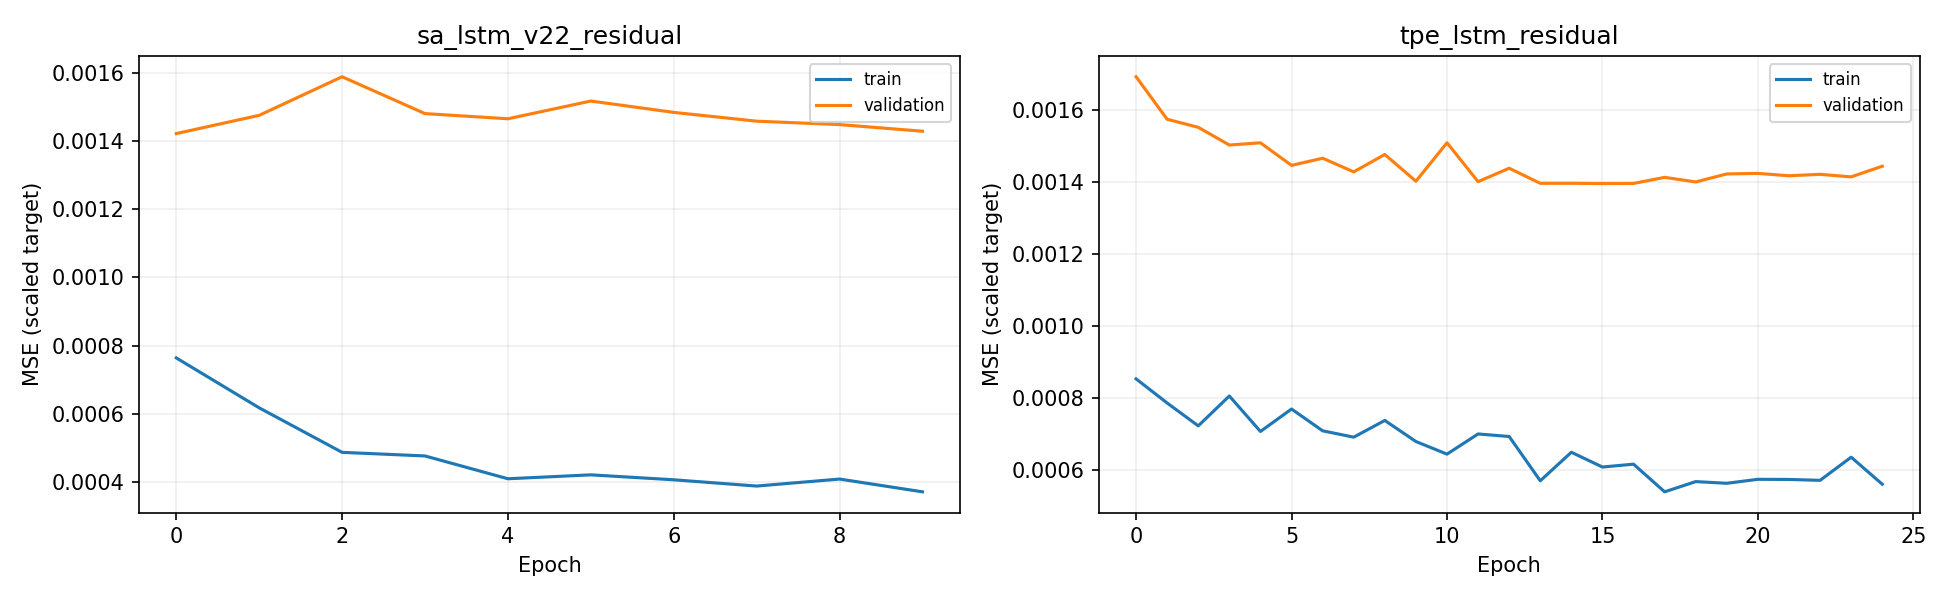 sa_lstm_v22_residual
MSE (scaled target)
0.0016
0.0014
0.0012
0.0010
0.0008
0.0006
0.0004
0
2
4
6
8
Epoch
train
validation
tpe_lstm_residual
MSE (scaled target)
0.0016
0.0014
0.0012
0.0010
0.0008
0.0006
0
5
10
15
20
25
Epoch
train
validation